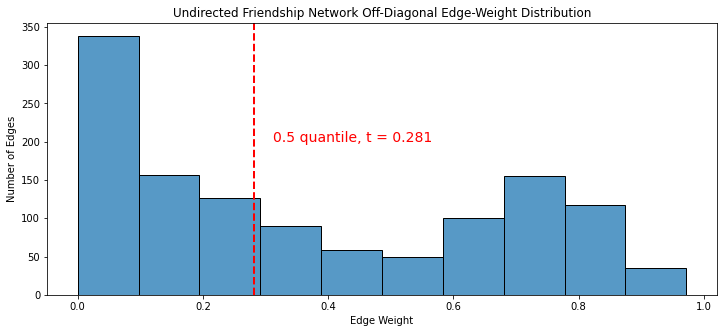 Undirected Friendship Network Off-Diagonal Edge-Weight Distribution
350
300
250
200
150
100
50
0
Number of Edges
0.5 quantile, t = 0.281
0.0 0.2 0.4 0.6 0.8 1.0
Edge Weight